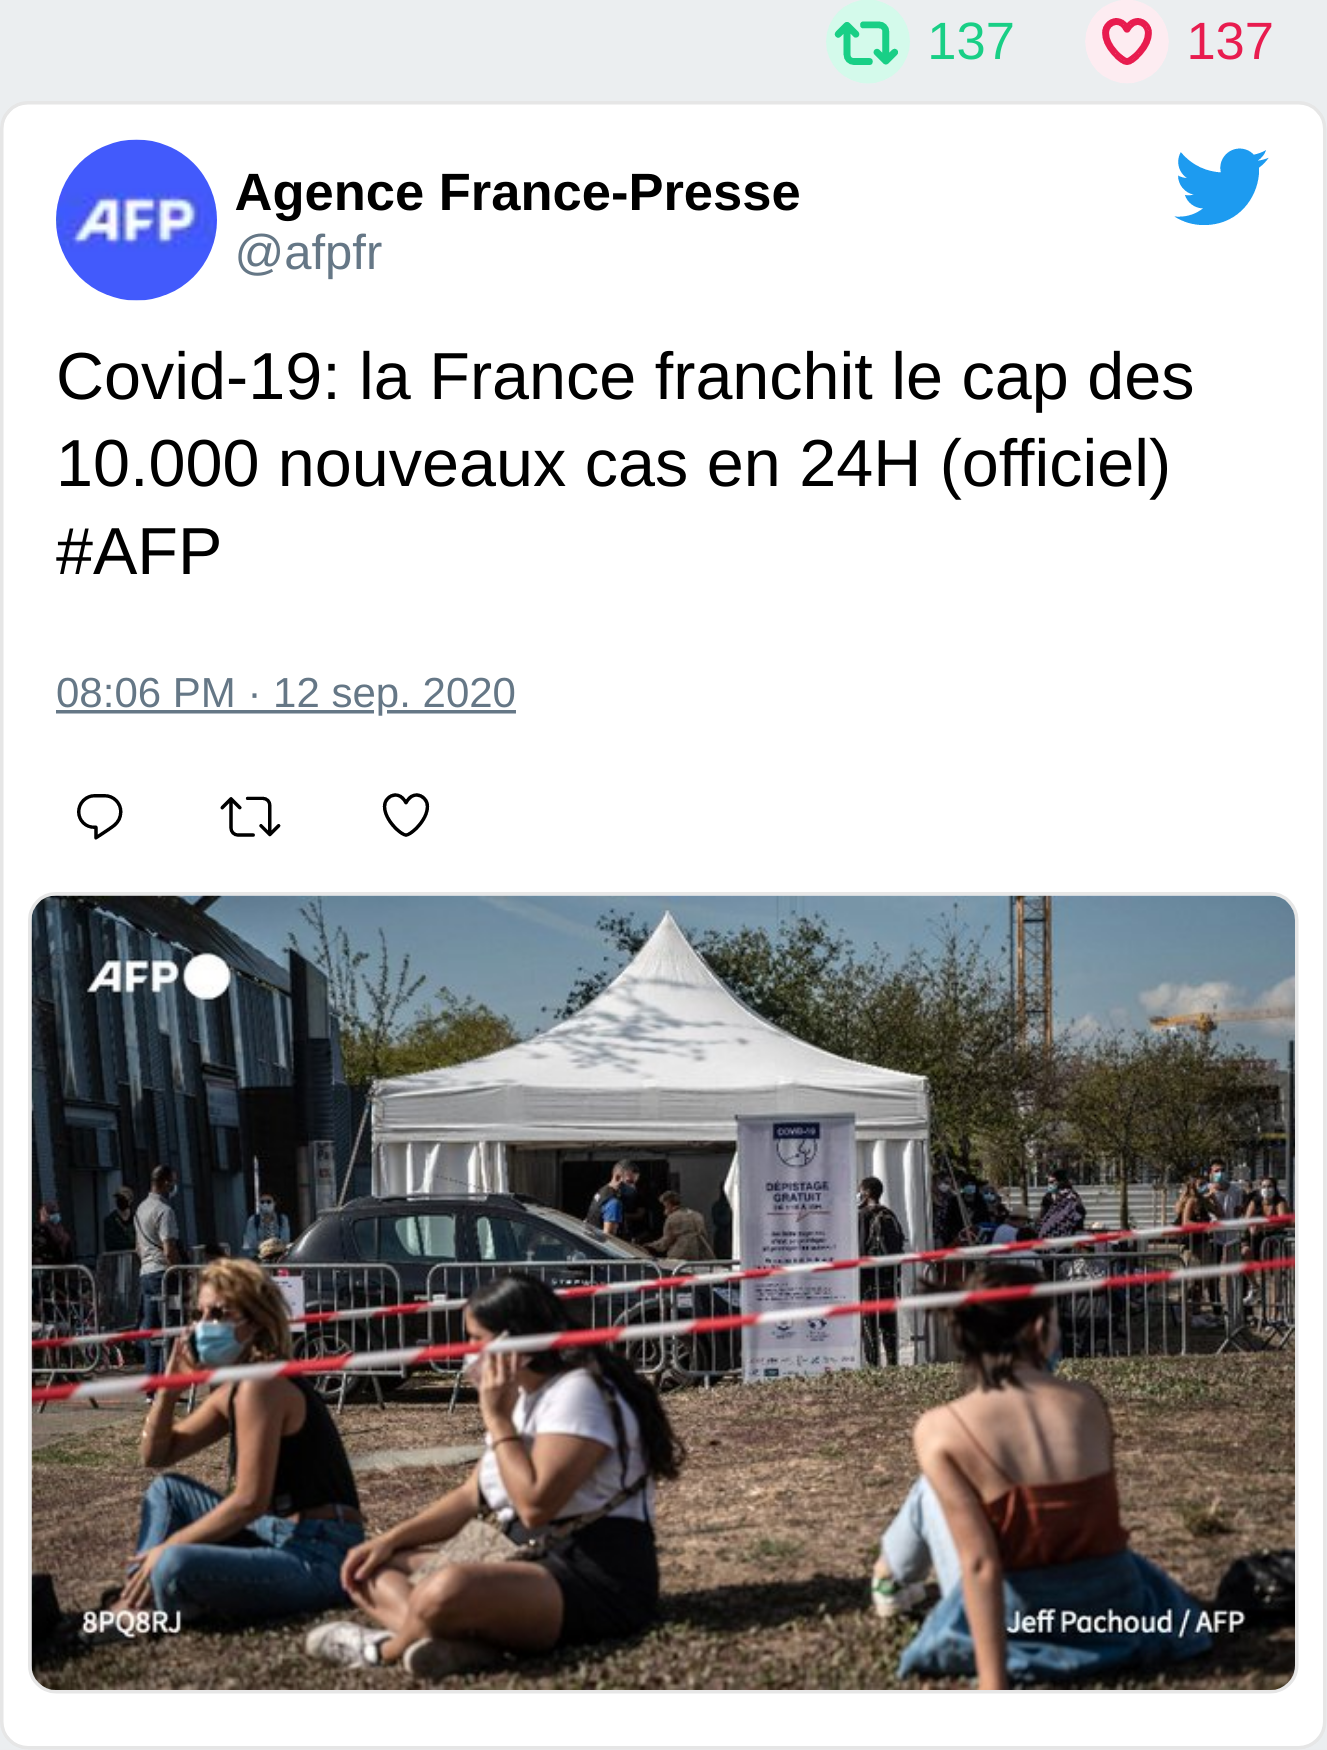 137 137
AFP
Agence France-Presse
@afpfr
Covid-19: la France franchit le cap des
10.000 nouveaux cas en 24H (officiel)
#AFP
08:06 PM · 12 sep. 2020
AFP
COVID-19
DÉPISTAGE
GRATUIT
8PQ8RJ
Jeff Pachoud / AFP